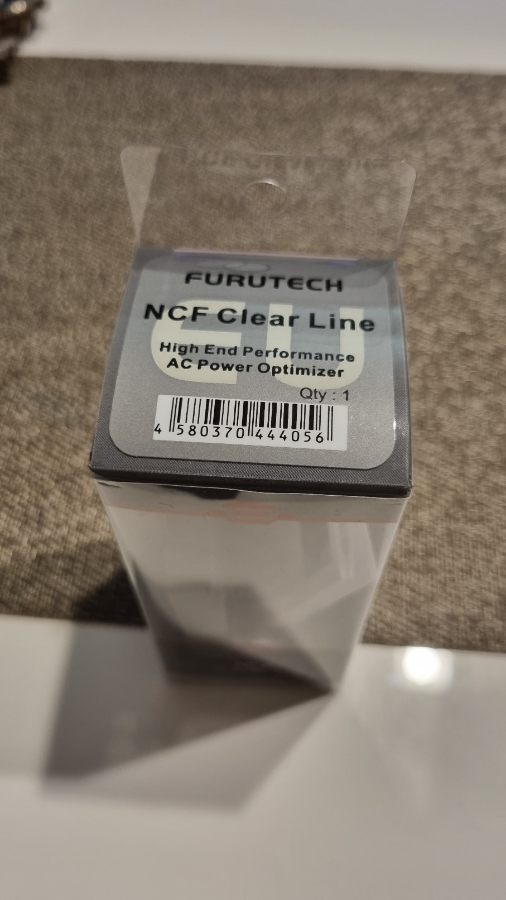 FURUTECH
EU
NCF Clear Line
High End Performance
AC Power Optimizer
Qty : 1
4 580370 444056